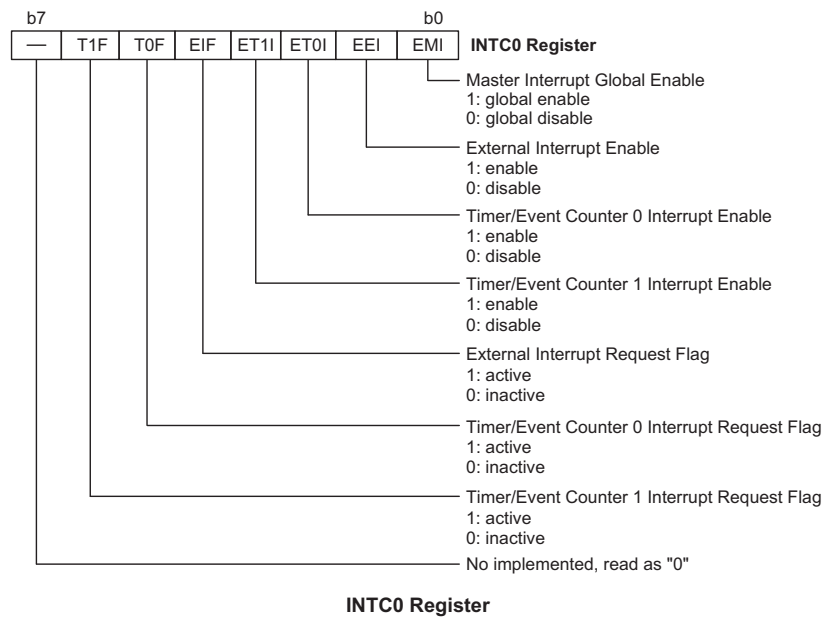 b7 b0
— T1F T0F EIF ET1I ET0I EEI EMI INTC0 Register
Master Interrupt Global Enable
1: global enable
0: global disable
External Interrupt Enable
1: enable
0: disable
Timer/Event Counter 0 Interrupt Enable
1: enable
0: disable
Timer/Event Counter 1 Interrupt Enable
1: enable
0: disable
External Interrupt Request Flag
1: active
0: inactive
Timer/Event Counter 0 Interrupt Request Flag
1: active
0: inactive
Timer/Event Counter 1 Interrupt Request Flag
1: active
0: inactive
No implemented, read as "0"
INTC0 Register